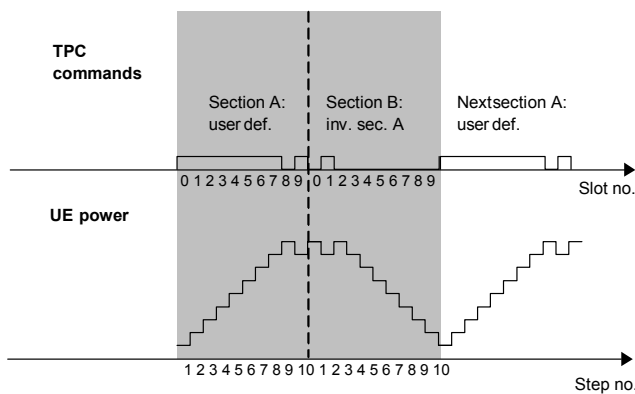 TPC
commands
Section A:
user def.
Section B:
inv. sec. A
Nextsection A:
user def.
0 1 2 3 4 5 6 7 8 9 0 1 2 3 4 5 6 7 8 9
Slot no.
UE power
1 2 3 4 5 6 7 8 9 10 1 2 3 4 5 6 7 8 9 10
Step no.